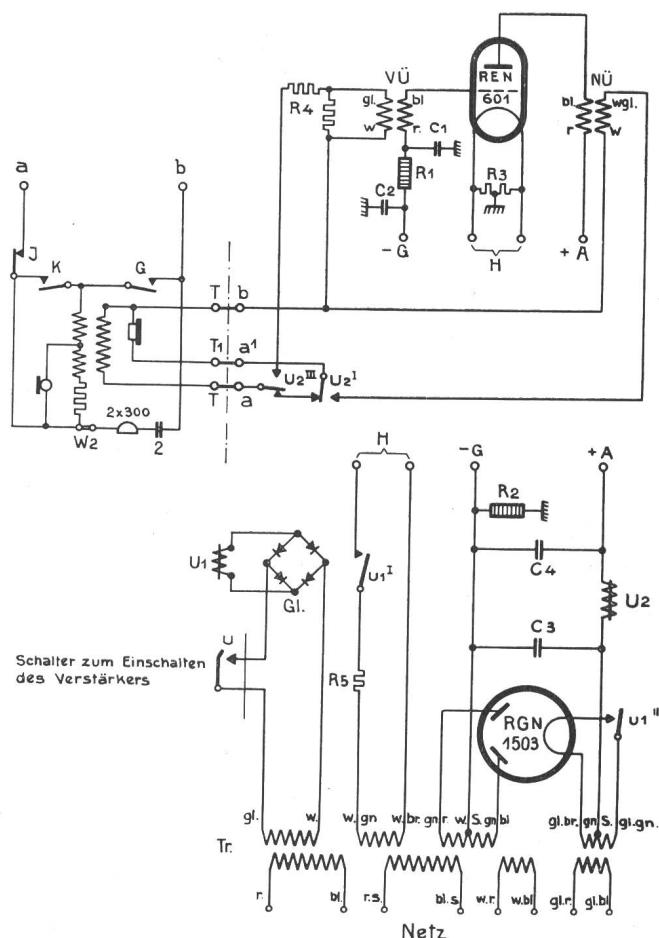 VÜ
REN
601
NÜ
R4
gl.
w
bl
r.
C1
bl.
r
wgl.
w
R1
R3
C2
a
b
-G
H
+A
J
K
G
T
b
T1
a¹
U2ᴵᴵᴵ
U2ᴵ
T
a
2x300
W2
2
H
-G
+A
R2
U1
C4
U1ᴵ
Gl.
U2
U
C3
Schalter zum Einschalten
des Verstärkers
R5
RGN
1503
U1ᴵᴵ
gl.
w.
w.gn
w.br.gn
r.
w.S.gn
bl
gl.br.gn
S.
gl.gn.
Tr.
r.
bl.
r.s.
bl.s.
w.r.
w.bl
gl.r.
gl.bl
Netz